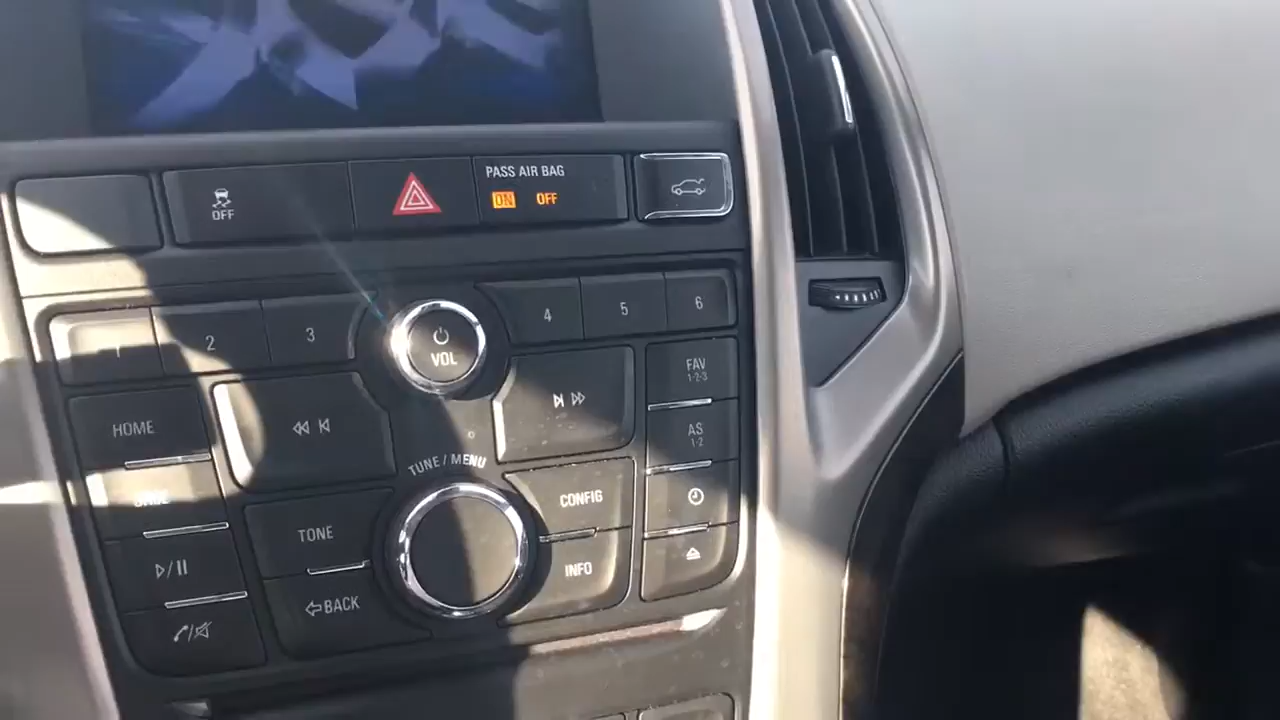 PASS AIR BAG
OFF
ON OFF
1 2 3
VOL
4 5 6
FAV
1-2-3
HOME
AS
1-2
TUNE / MENU
CONFIG
TONE
INFO
BACK